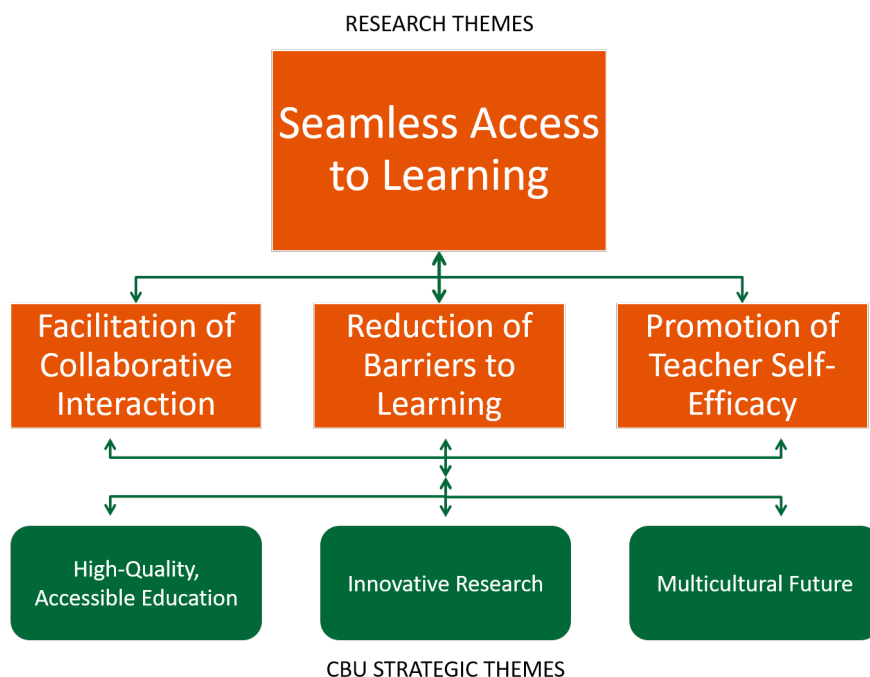 RESEARCH THEMES
Seamless Access
to Learning
Facilitation of
Collaborative
Interaction
Reduction of
Barriers to
Learning
Promotion of
Teacher Self-
Efficacy
High-Quality,
Accessible Education
Innovative Research
Multicultural Future
CBU STRATEGIC THEMES